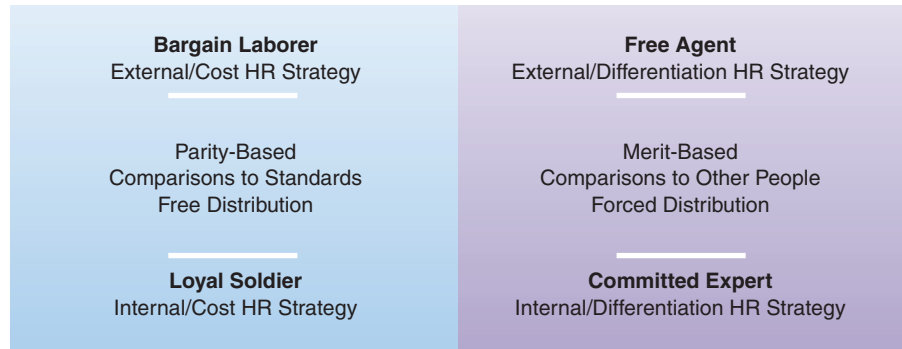 Bargain Laborer
External/Cost HR Strategy
Parity-Based
Comparisons to Standards
Free Distribution
Loyal Soldier
Internal/Cost HR Strategy
Free Agent
External/Differentiation HR Strategy
Merit-Based
Comparisons to Other People
Forced Distribution
Committed Expert
Internal/Differentiation HR Strategy